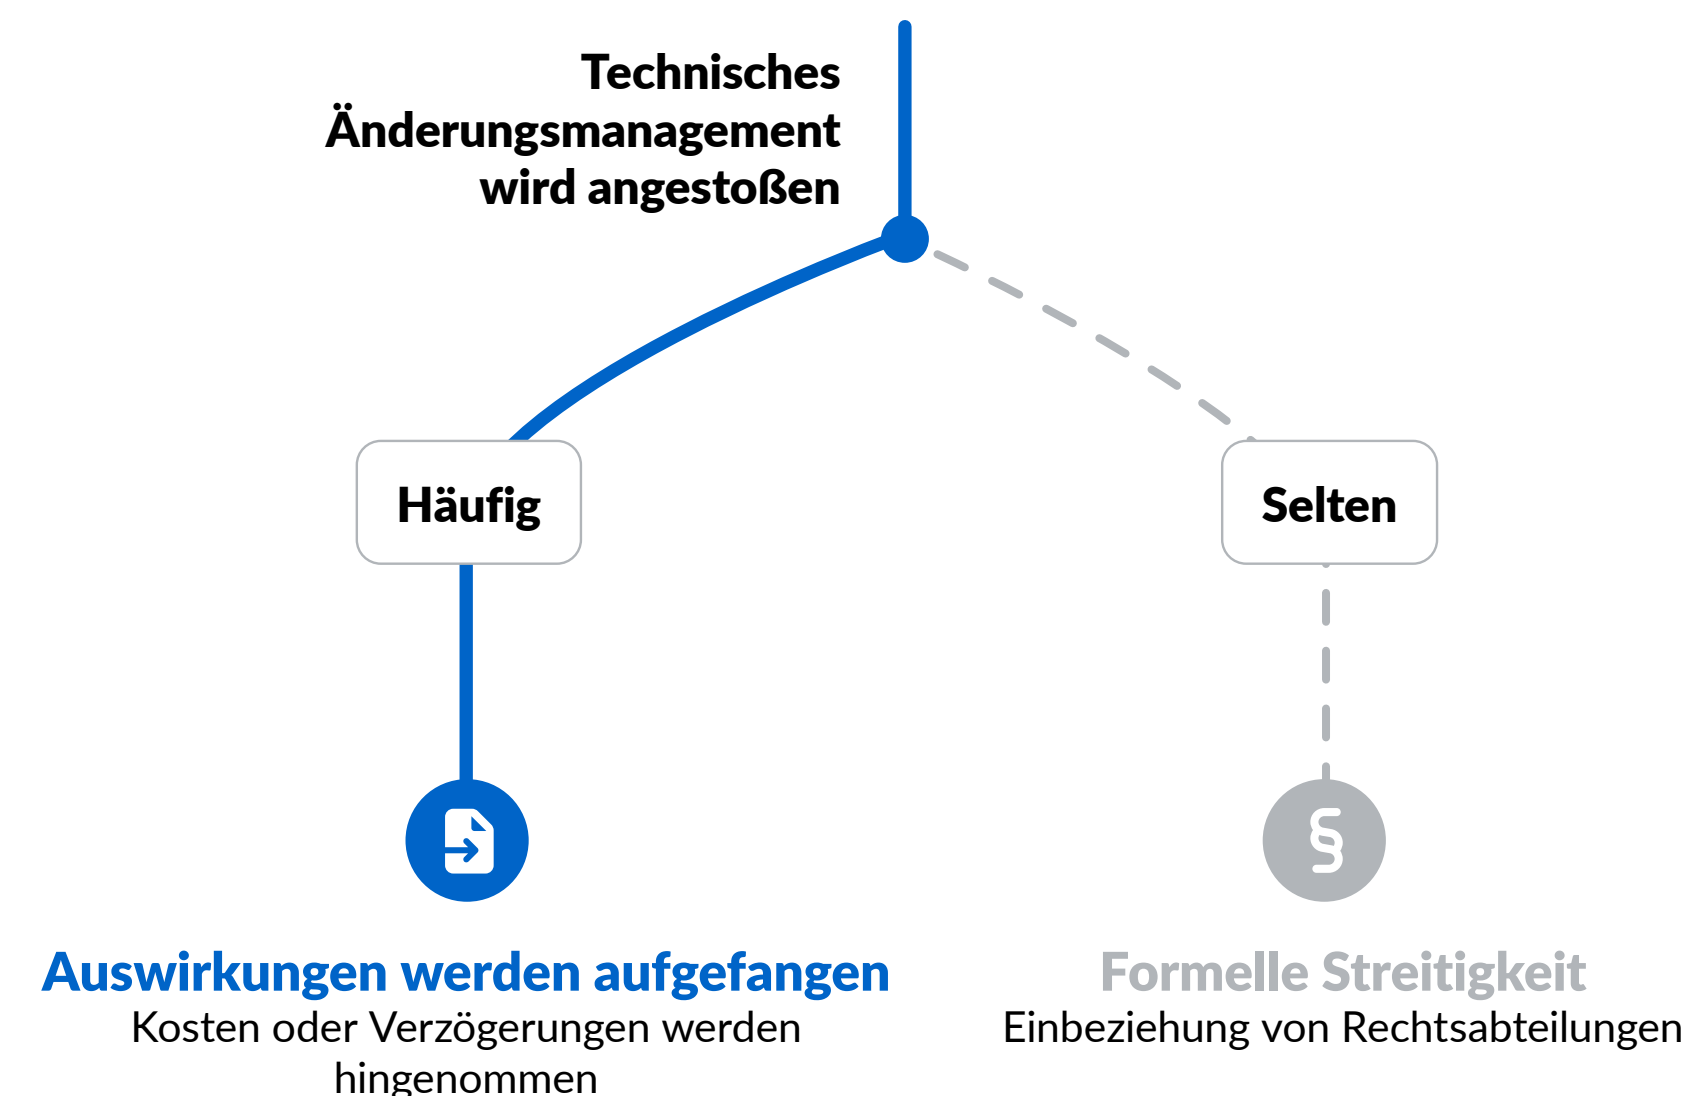 Technisches
Änderungsmanagement
wird angestoßen
Häufig
Selten
§
Auswirkungen werden aufgefangen
Kosten oder Verzögerungen werden
hingenommen
Formelle Streitigkeit
Einbeziehung von Rechtsabteilungen